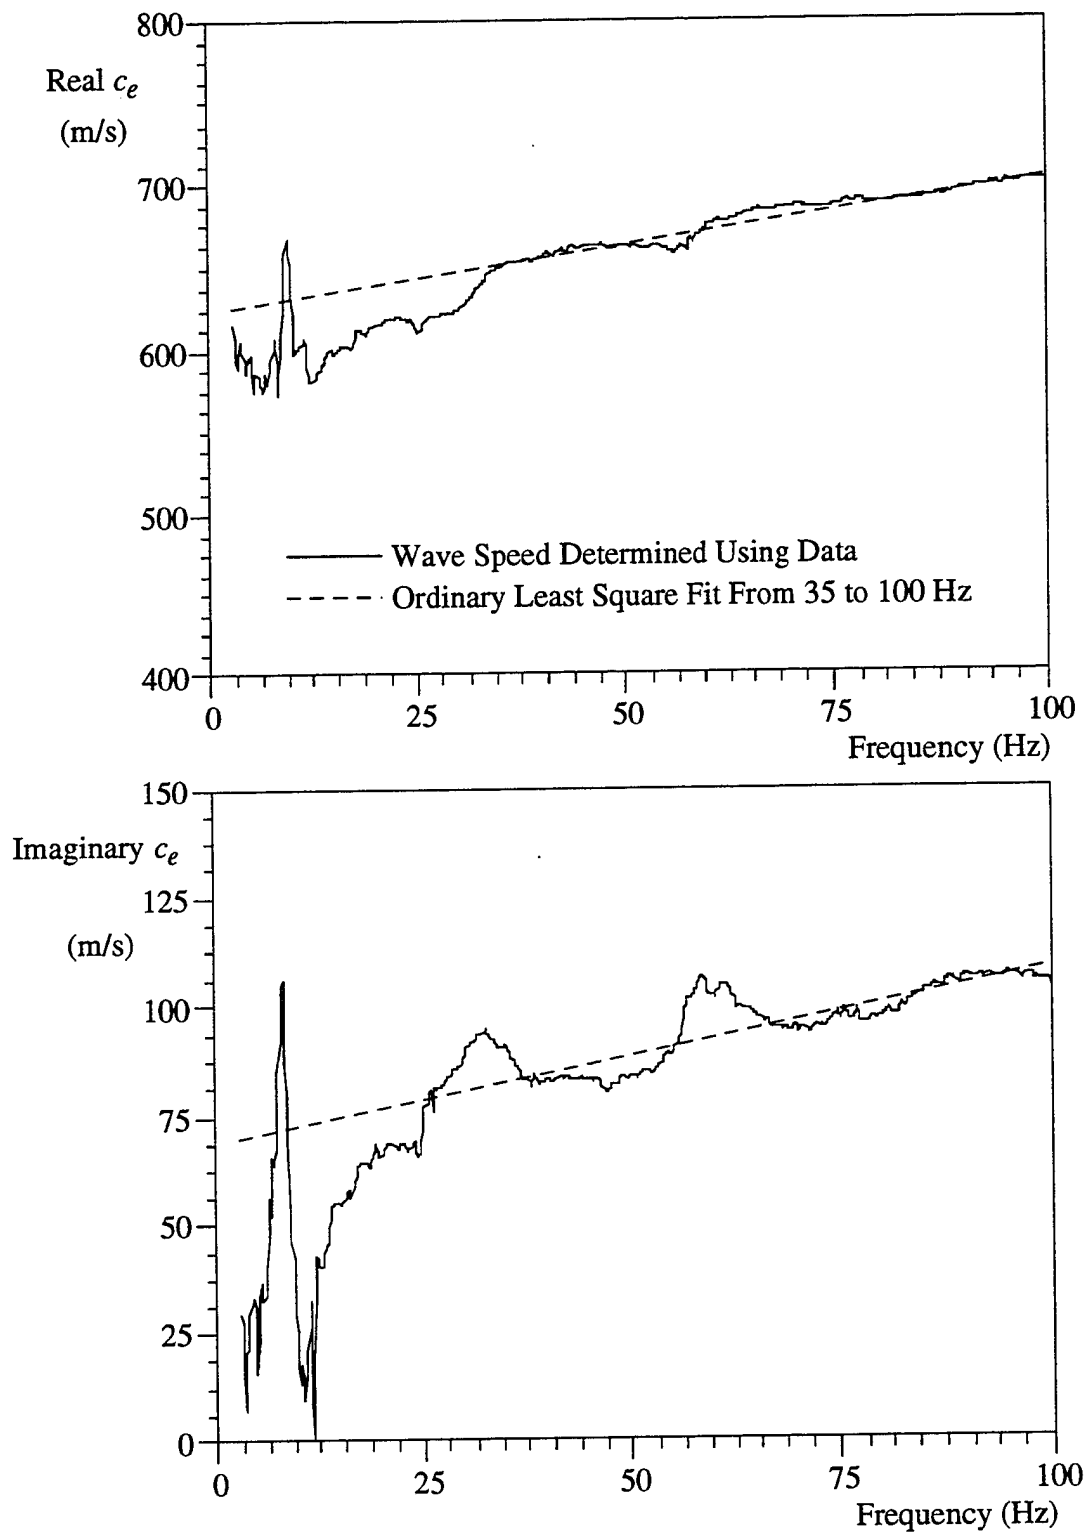 800
Real c_e
(m/s)
700
600
500
Wave Speed Determined Using Data
Ordinary Least Square Fit From 35 to 100 Hz
400
0 25 50 75 100
Frequency (Hz)
150
Imaginary c_e
125
(m/s)
100
75
50
25
0
0 25 50 75 100
Frequency (Hz)